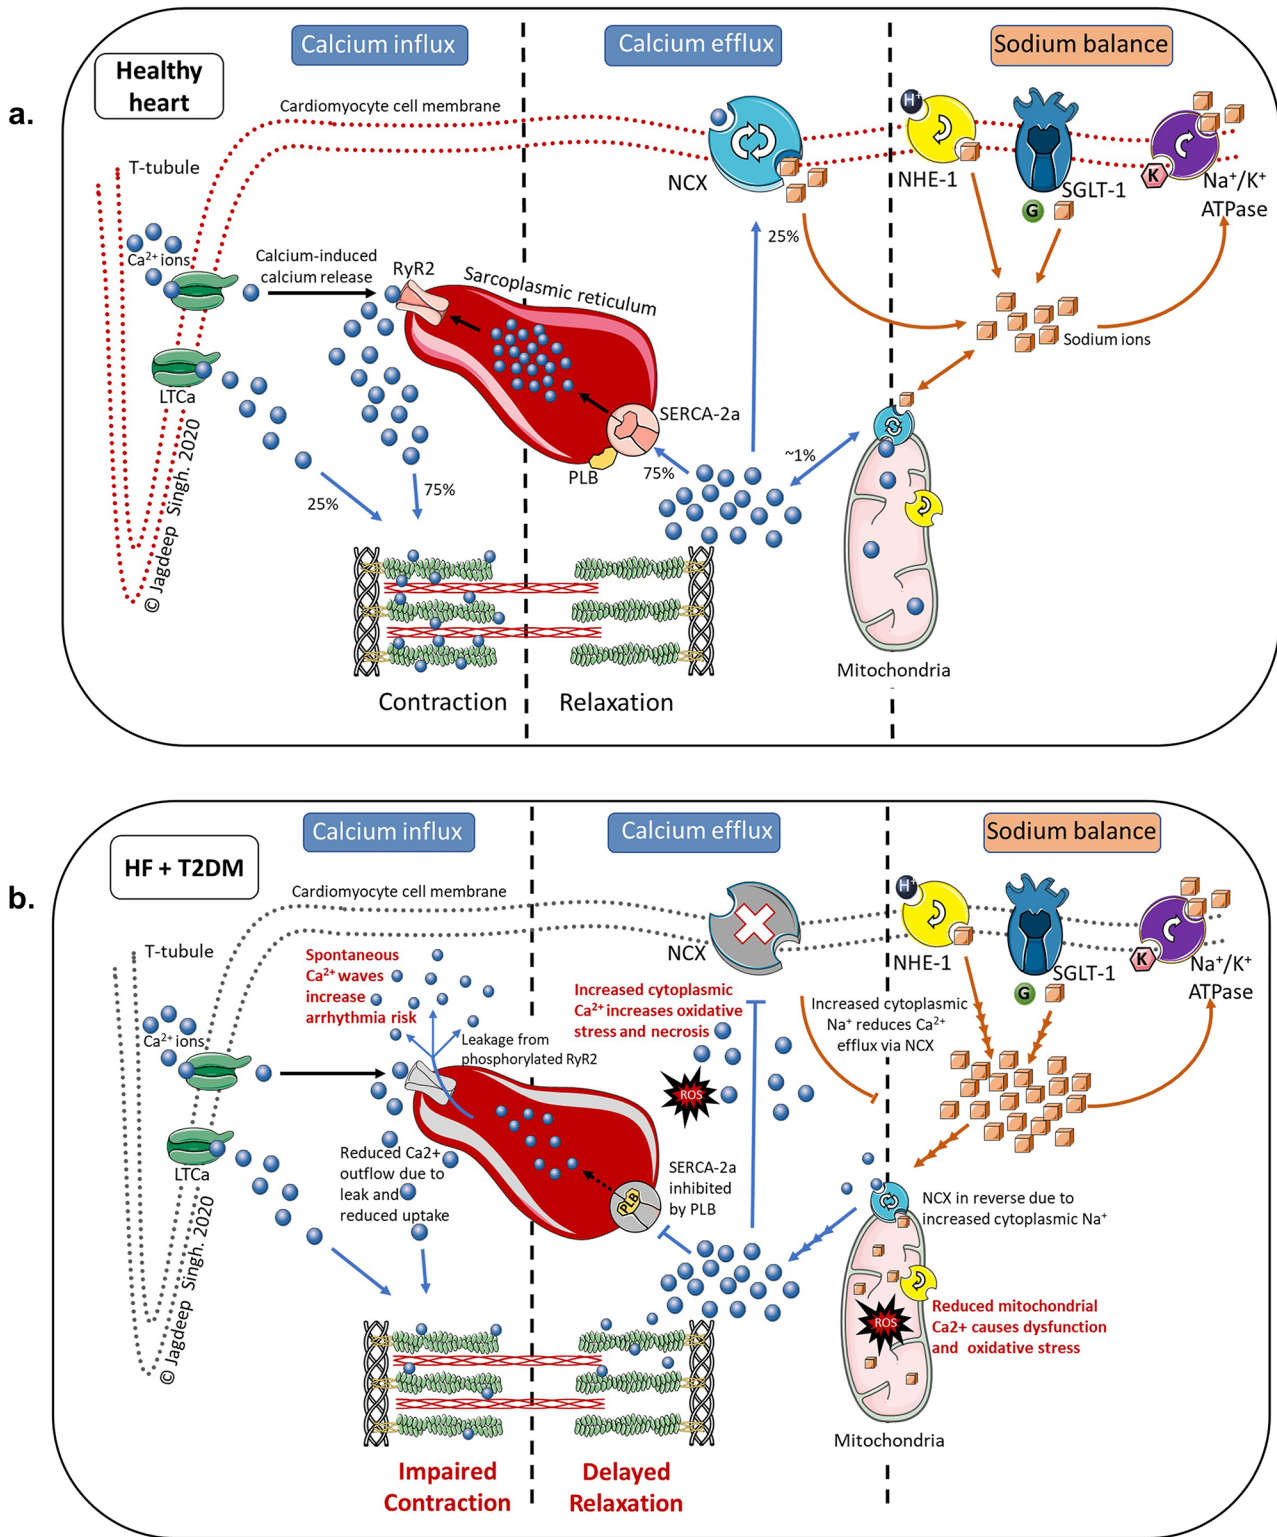 a.
Healthy
heart
Calcium influx
Calcium efflux
Sodium balance
Cardiomyocyte cell membrane
T-tubule
Ca²⁺ ions
Calcium-induced
calcium release
RyR2
Sarcoplasmic reticulum
LTCa
25%
75%
SERCA-2a
PLB
75%
NCX
25%
~1%
H⁺
NHE-1
G
SGLT-1
K
Na⁺/K⁺
ATPase
Sodium ions
Mitochondria
Contraction
Relaxation
© Jagdeep Singh. 2020
b.
HF + T2DM
Calcium influx
Calcium efflux
Sodium balance
Cardiomyocyte cell membrane
T-tubule
Ca²⁺ ions
LTCa
Spontaneous
Ca²⁺ waves
increase
arrhythmia risk
Leakage from
phosphorylated RyR2
Reduced Ca2+
outflow due to
leak and
reduced uptake
NCX
Increased cytoplasmic
Ca²⁺ increases oxidative
stress and necrosis
ROS
SERCA-2a
inhibited
by PLB
PLB
Increased cytoplasmic
Na⁺ reduces Ca²⁺
efflux via NCX
H⁺
NHE-1
G
SGLT-1
K
Na⁺/K⁺
ATPase
NCX in reverse due to
increased cytoplasmic Na⁺
ROS
Reduced mitochondrial
Ca2+ causes dysfunction
and oxidative stress
Mitochondria
Impaired
Contraction
Delayed
Relaxation
© Jagdeep Singh. 2020